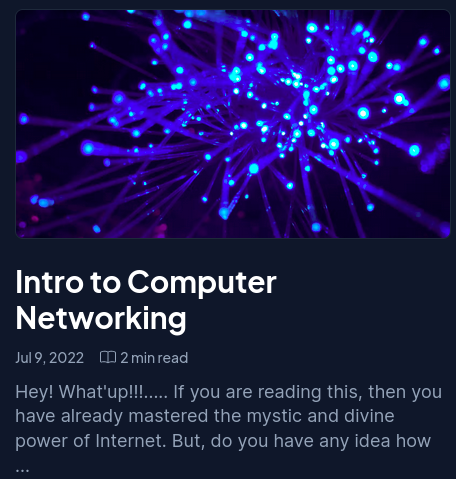 Intro to Computer
Networking
Jul 9, 2022 2 min read
Hey! What'up!!!..... If you are reading this, then you
have already mastered the mystic and divine
power of Internet. But, do you have any idea how
...